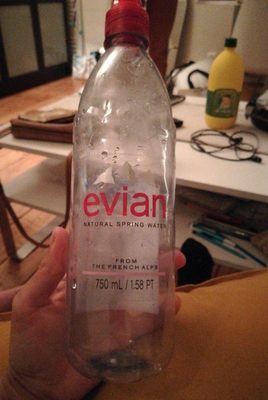 evian
NATURAL SPRING WATER
FROM
THE FRENCH ALPS
750 mL / 1.58 PT